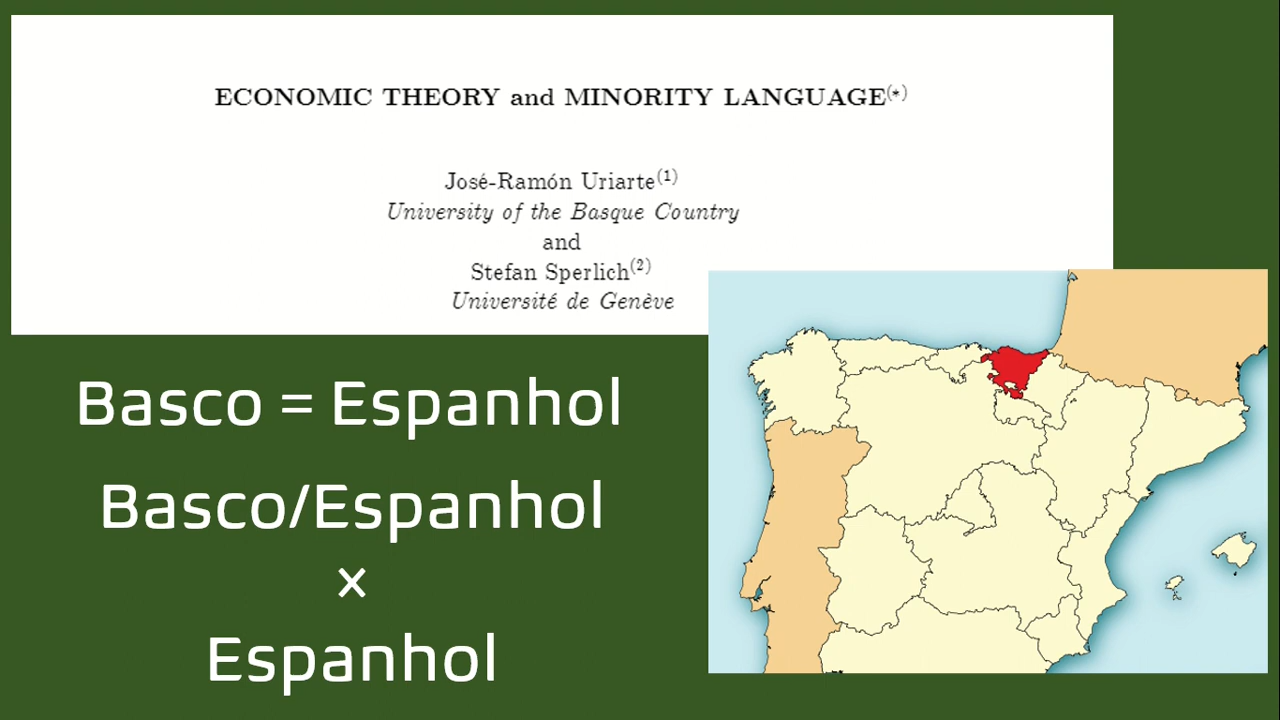 ECONOMIC THEORY and MINORITY LANGUAGE(*)
José-Ramón Uriarte(1)
University of the Basque Country
and
Stefan Sperlich(2)
Université de Genève
Basco = Espanhol
Basco/Espanhol
x
Espanhol